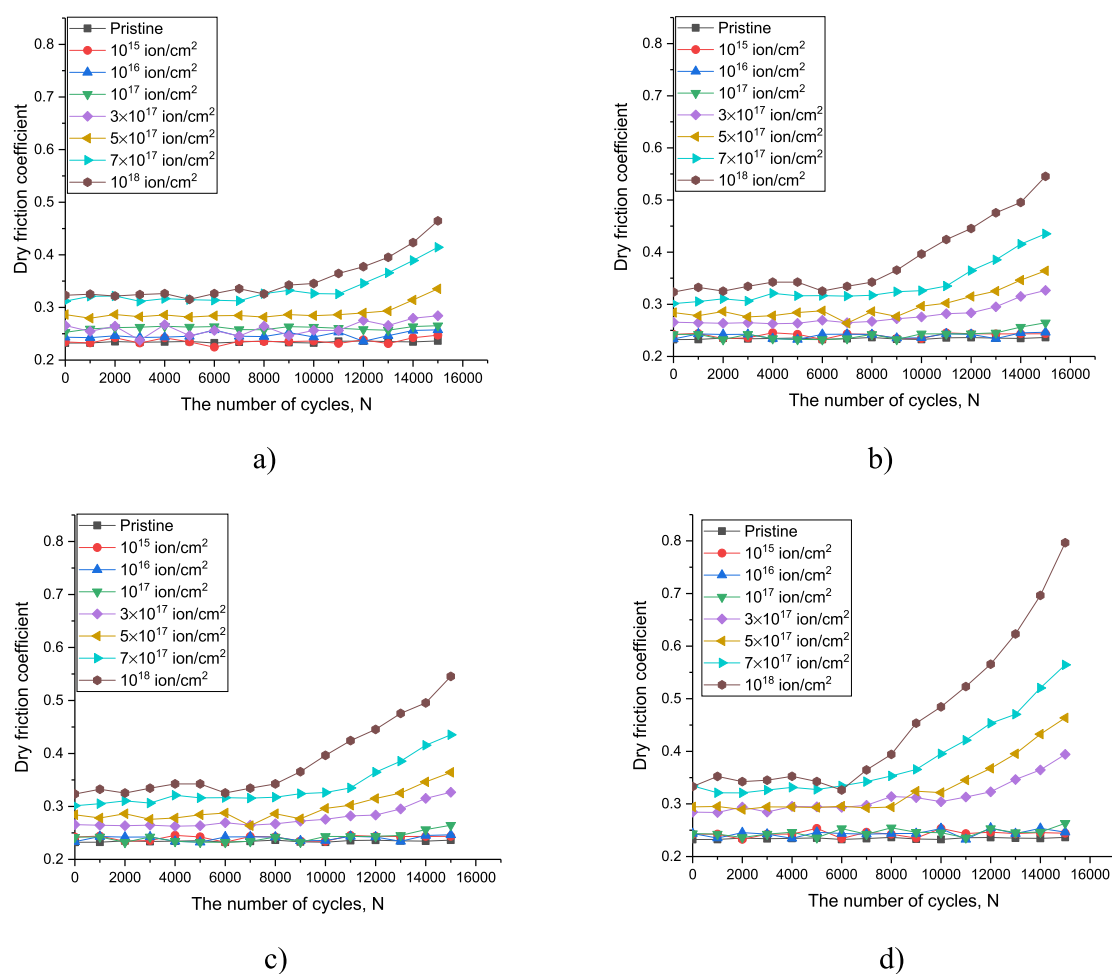 Pristine
10¹⁵ ion/cm²
10¹⁶ ion/cm²
10¹⁷ ion/cm²
3×10¹⁷ ion/cm²
5×10¹⁷ ion/cm²
7×10¹⁷ ion/cm²
10¹⁸ ion/cm²
Dry friction coefficient
0.8
0.7
0.6
0.5
0.4
0.3
0.2
0 2000 4000 6000 8000 10000 12000 14000 16000
The number of cycles, N
a)
Pristine
10¹⁵ ion/cm²
10¹⁶ ion/cm²
10¹⁷ ion/cm²
3×10¹⁷ ion/cm²
5×10¹⁷ ion/cm²
7×10¹⁷ ion/cm²
10¹⁸ ion/cm²
Dry friction coefficient
0.8
0.7
0.6
0.5
0.4
0.3
0.2
0 2000 4000 6000 8000 10000 12000 14000 16000
The number of cycles, N
b)
Pristine
10¹⁵ ion/cm²
10¹⁶ ion/cm²
10¹⁷ ion/cm²
3×10¹⁷ ion/cm²
5×10¹⁷ ion/cm²
7×10¹⁷ ion/cm²
10¹⁸ ion/cm²
Dry friction coefficient
0.8
0.7
0.6
0.5
0.4
0.3
0.2
0 2000 4000 6000 8000 10000 12000 14000 16000
The number of cycles, N
c)
Pristine
10¹⁵ ion/cm²
10¹⁶ ion/cm²
10¹⁷ ion/cm²
3×10¹⁷ ion/cm²
5×10¹⁷ ion/cm²
7×10¹⁷ ion/cm²
10¹⁸ ion/cm²
Dry friction coefficient
0.8
0.7
0.6
0.5
0.4
0.3
0.2
0 2000 4000 6000 8000 10000 12000 14000 16000
The number of cycles, N
d)